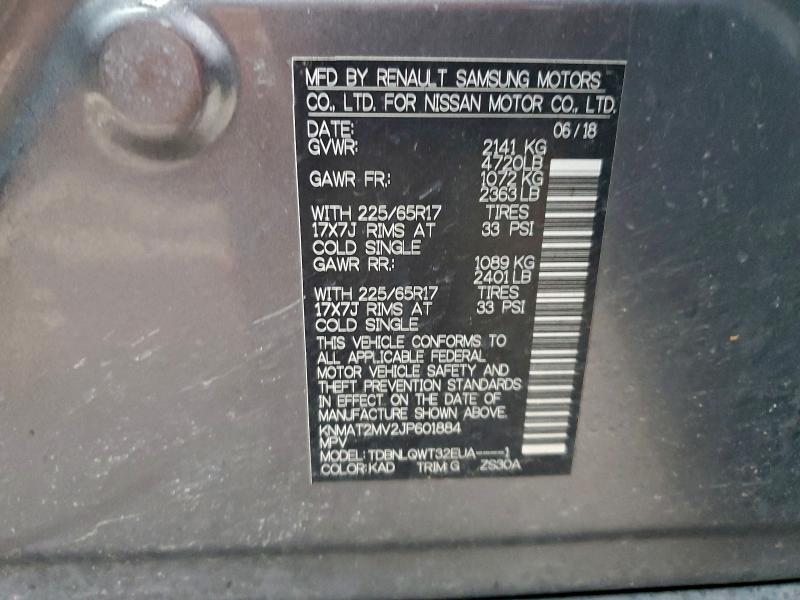 MFD BY RENAULT SAMSUNG MOTORS
CO., LTD. FOR NISSAN MOTOR CO., LTD.
DATE: 06/18
GVWR: 2141 KG
4720LB
GAWR FR.: 1072 KG
2363 LB
WITH 225/65R17 TIRES
17X7J RIMS AT 33 PSI
COLD SINGLE
GAWR RR.: 1089 KG
2401 LB
WITH 225/65R17 TIRES
17X7J RIMS AT 33 PSI
COLD SINGLE
THIS VEHICLE CONFORMS TO
ALL APPLICABLE FEDERAL
MOTOR VEHICLE SAFETY AND
THEFT PREVENTION STANDARDS
IN EFFECT ON THE DATE OF
MANUFACTURE SHOWN ABOVE.
KNMAT2MV2JP601884
MPV
MODEL: TDBNLQWT32EUA----1
COLOR:KAD TRIM:G ZS30A